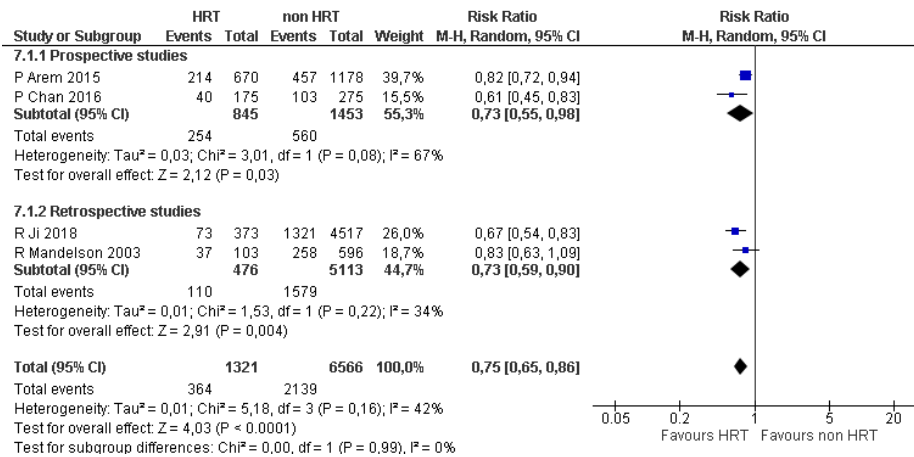 HRT non HRT Risk Ratio Risk Ratio
Study or Subgroup Events Total Events Total Weight M-H, Random, 95% CI M-H, Random, 95% CI
7.1.1 Prospective studies
P Arem 2015 214 670 457 1178 39,7% 0,82 [0,72, 0,94]
P Chan 2016 40 175 103 275 15,5% 0,61 [0,45, 0,83]
Subtotal (95% CI) 845 1453 55,3% 0,73 [0,55, 0,98]
Total events 254 560
Heterogeneity: Tau² = 0,03; Chi² = 3,01, df = 1 (P = 0,08); I² = 67%
Test for overall effect: Z = 2,12 (P = 0,03)
7.1.2 Retrospective studies
R Ji 2018 73 373 1321 4517 26,0% 0,67 [0,54, 0,83]
R Mandelson 2003 37 103 258 596 18,7% 0,83 [0,63, 1,09]
Subtotal (95% CI) 476 5113 44,7% 0,73 [0,59, 0,90]
Total events 110 1579
Heterogeneity: Tau² = 0,01; Chi² = 1,53, df = 1 (P = 0,22); I² = 34%
Test for overall effect: Z = 2,91 (P = 0,004)
Total (95% CI) 1321 6566 100,0% 0,75 [0,65, 0,86]
Total events 364 2139
Heterogeneity: Tau² = 0,01; Chi² = 5,18, df = 3 (P = 0,16); I² = 42%
Test for overall effect: Z = 4,03 (P < 0.0001)
Test for subgroup differences: Chi² = 0,00, df = 1 (P = 0,99), I² = 0%
0.05 0.2 1 5 20
Favours HRT Favours non HRT